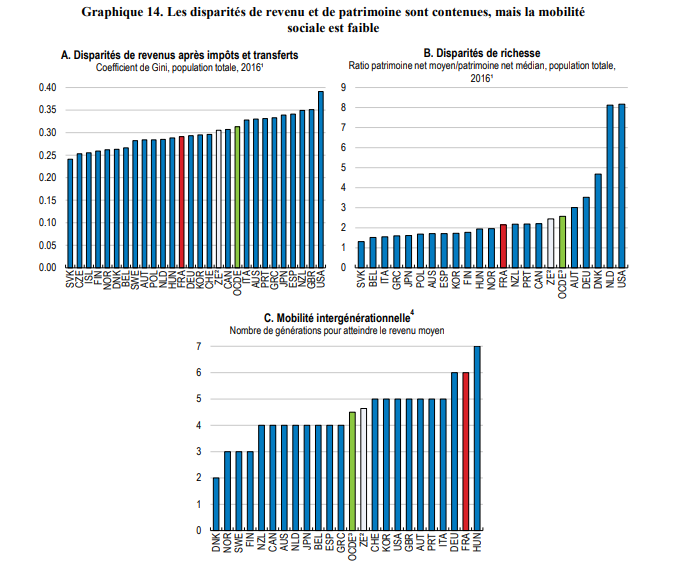 Graphique 14. Les disparités de revenu et de patrimoine sont contenues, mais la mobilité
sociale est faible
A. Disparités de revenus après impôts et transferts
Coefficient de Gini, population totale, 2016¹
0.40
0.35
0.30
0.25
0.20
0.15
0.10
0.05
0.00
SVK CZE ISL FIN NOR DNK BEL SWE AUT POL NLD HUN FRA DEU KOR CHE ZE² CAN OCDE ITA AUS PRT GRC JPN ESP NZL GBR USA
B. Disparités de richesse
Ratio patrimoine net moyen/patrimoine net médian, population totale,
2016¹
9
8
7
6
5
4
3
2
1
0
SVK BEL ITA GRC JPN POL AUS ESP KOR FIN HUN NOR FRA NZL PRT CAN ZE² OCDE³ AUT DEU DNK NLD USA
C. Mobilité intergénérationnelle⁴
Nombre de générations pour atteindre le revenu moyen
7
6
5
4
3
2
1
0
DNK NOR SWE FIN NZL CAN AUS NLD JPN BEL ESP GRC OCDE³ ZE² CHE KOR USA GBR AUT PRT ITA DEU FRA HUN